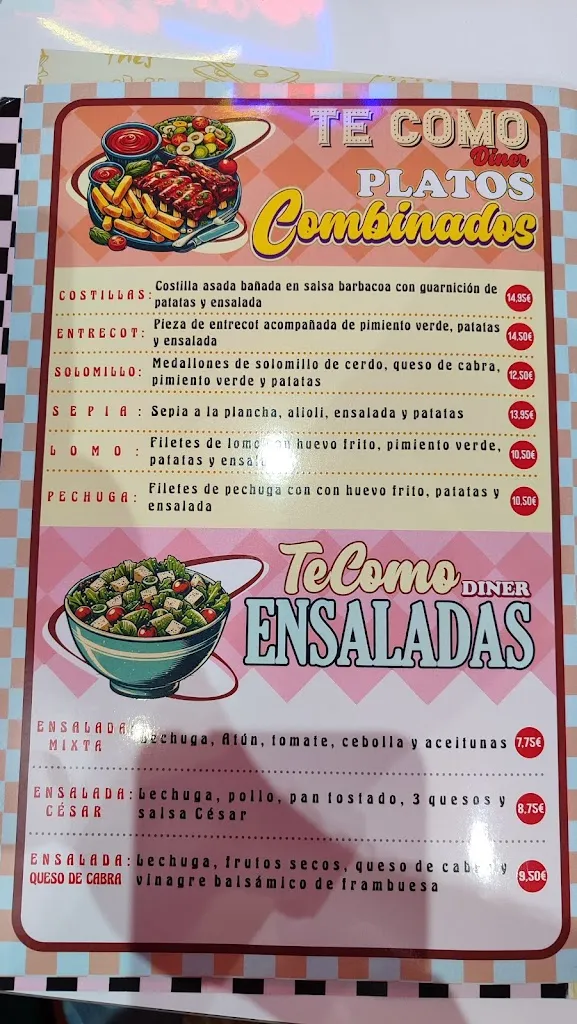 TE COMO
Diner
PLATOS
Combinados
COSTILLAS: Costilla asada bañada en salsa barbacoa con guarnición de
patatas y ensalada
14,95€
ENTRECOT: Pieza de entrecot acompañada de pimiento verde, patatas
y ensalada
14,50€
SOLOMILLO: Medallones de solomillo de cerdo, queso de cabra,
pimiento verde y patatas
12,50€
SEPIA: Sepia a la plancha, alioli, ensalada y patatas
13,95€
LOMO: Filetes de lomo huevo frito, pimiento verde,
patatas y
10,50€
PECHUGA: Filetes de pechuga con con huevo frito, patatas y
ensalada
10,50€
TeComo
DINER
ENSALADAS
ENSALADA
MIXTA
Lechuga, Atún, tomate, cebolla y aceitunas
7,75€
ENSALADA:
CÉSAR
Lechuga, pollo, pan tostado, 3 quesos y
salsa César
8,75€
ENSALADA:
QUESO DE CABRA
Lechuga, frutos secos, queso de cabra y
vinagre balsámico de frambuesa
9,50€